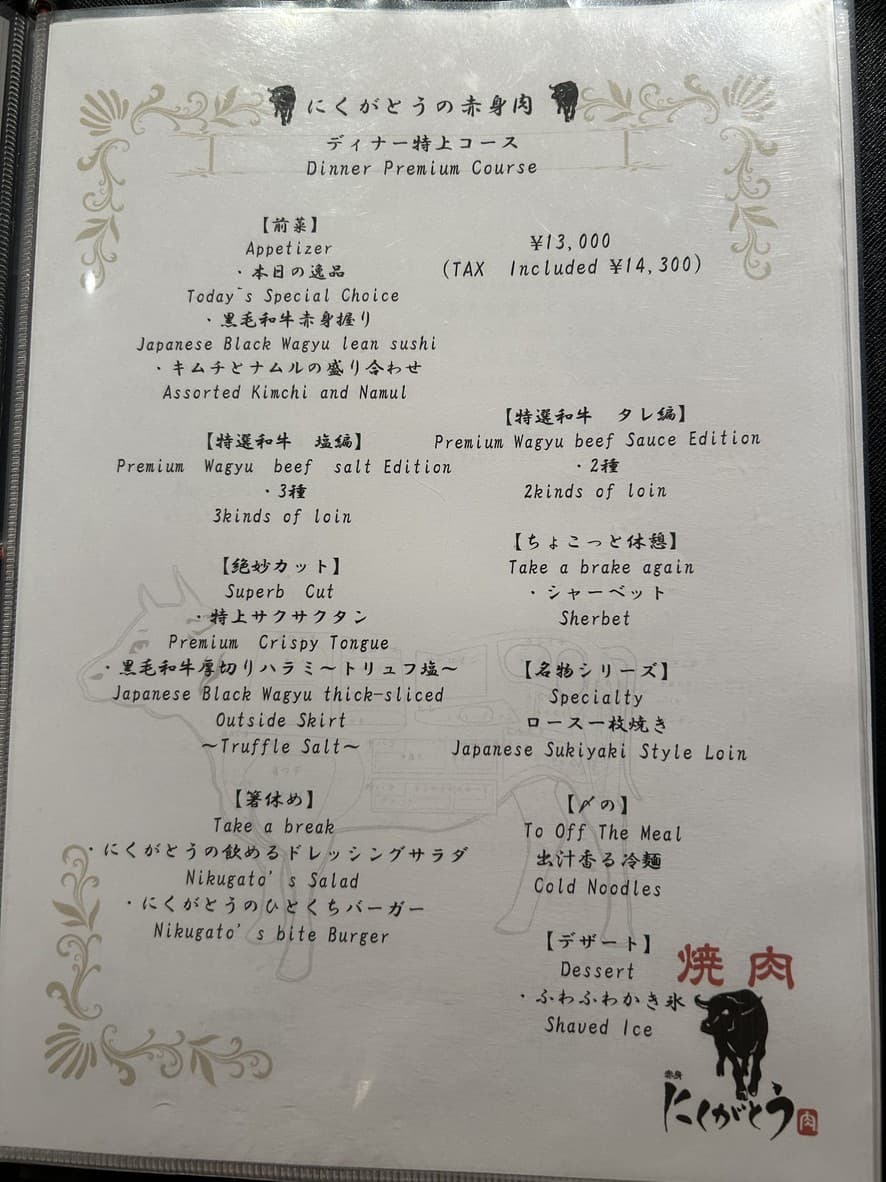 にくがとうの赤身肉
ディナー特上コース
Dinner Premium Course
【前菜】
Appetizer
・本日の逸品
Today`s Special Choice
・黒毛和牛赤身握り
Japanese Black Wagyu lean sushi
・キムチとナムルの盛り合わせ
Assorted Kimchi and Namul
【特選和牛　塩編】
Premium Wagyu beef salt Edition
・3種
3kinds of loin
【絶妙カット】
Superb Cut
・特上サクサクタン
Premium Crispy Tongue
・黒毛和牛厚切りハラミ～トリュフ塩～
Japanese Black Wagyu thick-sliced
Outside Skirt
～Truffle Salt～
【箸休め】
Take a break
・にくがとうの飲めるドレッシングサラダ
Nikugato's Salad
・にくがとうのひとくちバーガー
Nikugato's bite Burger
¥13,000
(TAX Included ¥14,300)
【特選和牛　タレ編】
Premium Wagyu beef Sauce Edition
・2種
2kinds of loin
【ちょこっと休憩】
Take a brake again
・シャーベット
Sherbet
【名物シリーズ】
Specialty
ロース一枚焼き
Japanese Sukiyaki Style Loin
【〆の】
To Off The Meal
出汁香る冷麺
Cold Noodles
【デザート】
Dessert
・ふわふわかき氷
Shaved Ice
焼肉
赤身
にくがとう
肉